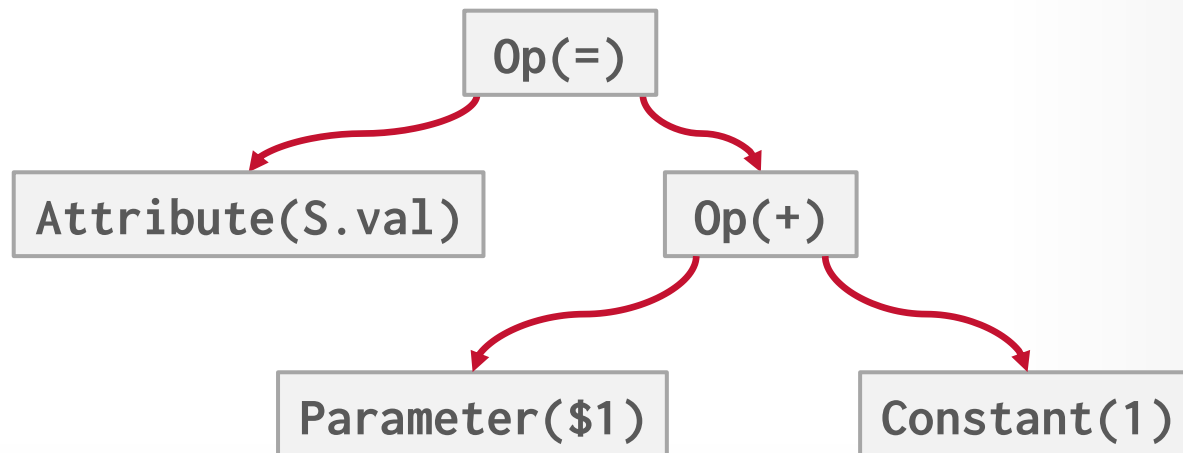 Op(=)
Attribute(S.val)
Op(+)
Parameter($1)
Constant(1)